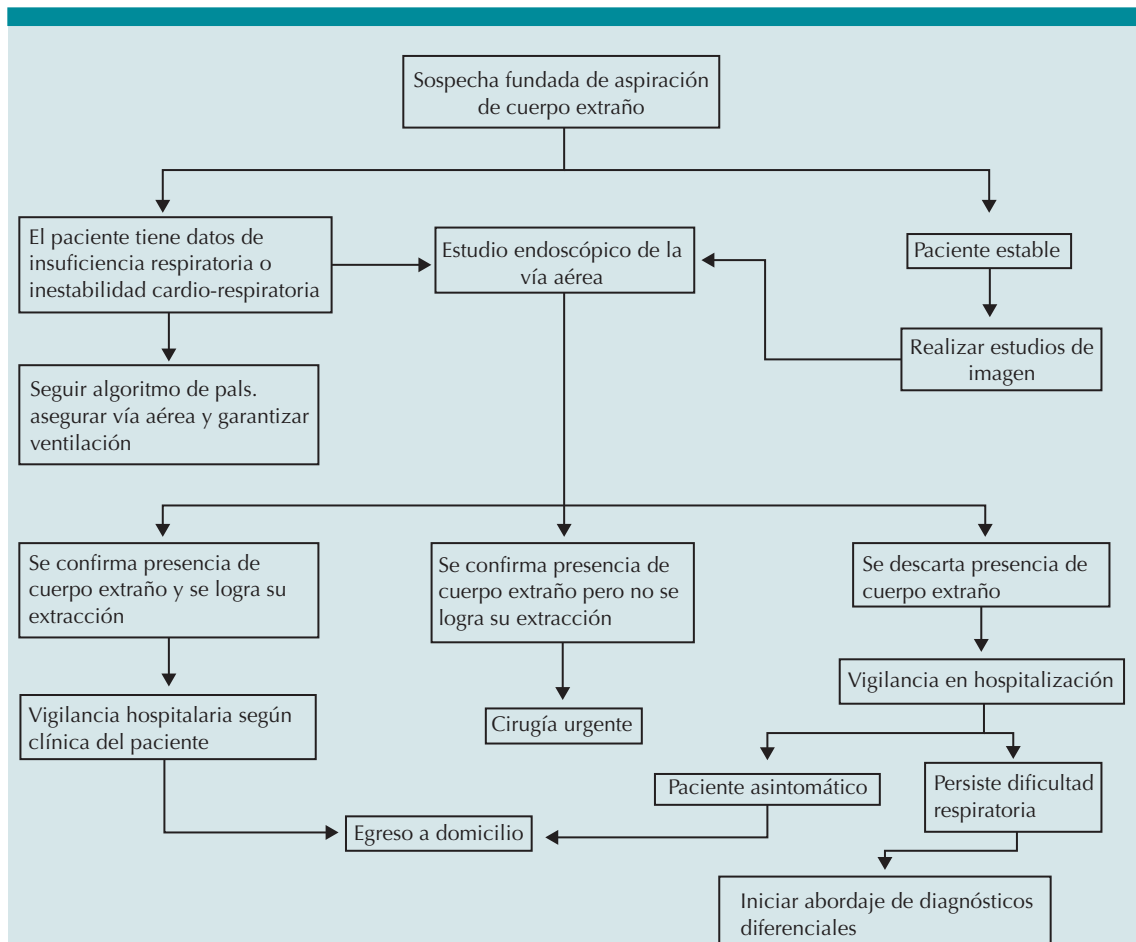 Sospecha fundada de aspiración
de cuerpo extraño
El paciente tiene datos de
insuficiencia respiratoria o
inestabilidad cardio-respiratoria
Estudio endoscópico de la
vía aérea
Paciente estable
Realizar estudios de
imagen
Seguir algoritmo de pals.
asegurar vía aérea y garantizar
ventilación
Se confirma presencia de
cuerpo extraño y se logra su
extracción
Se confirma presencia de
cuerpo extraño pero no se
logra su extracción
Se descarta presencia de
cuerpo extraño
Vigilancia en hospitalización
Vigilancia hospitalaria según
clínica del paciente
Cirugía urgente
Paciente asintomático
Persiste dificultad
respiratoria
Egreso a domicilio
Iniciar abordaje de diagnósticos
diferenciales